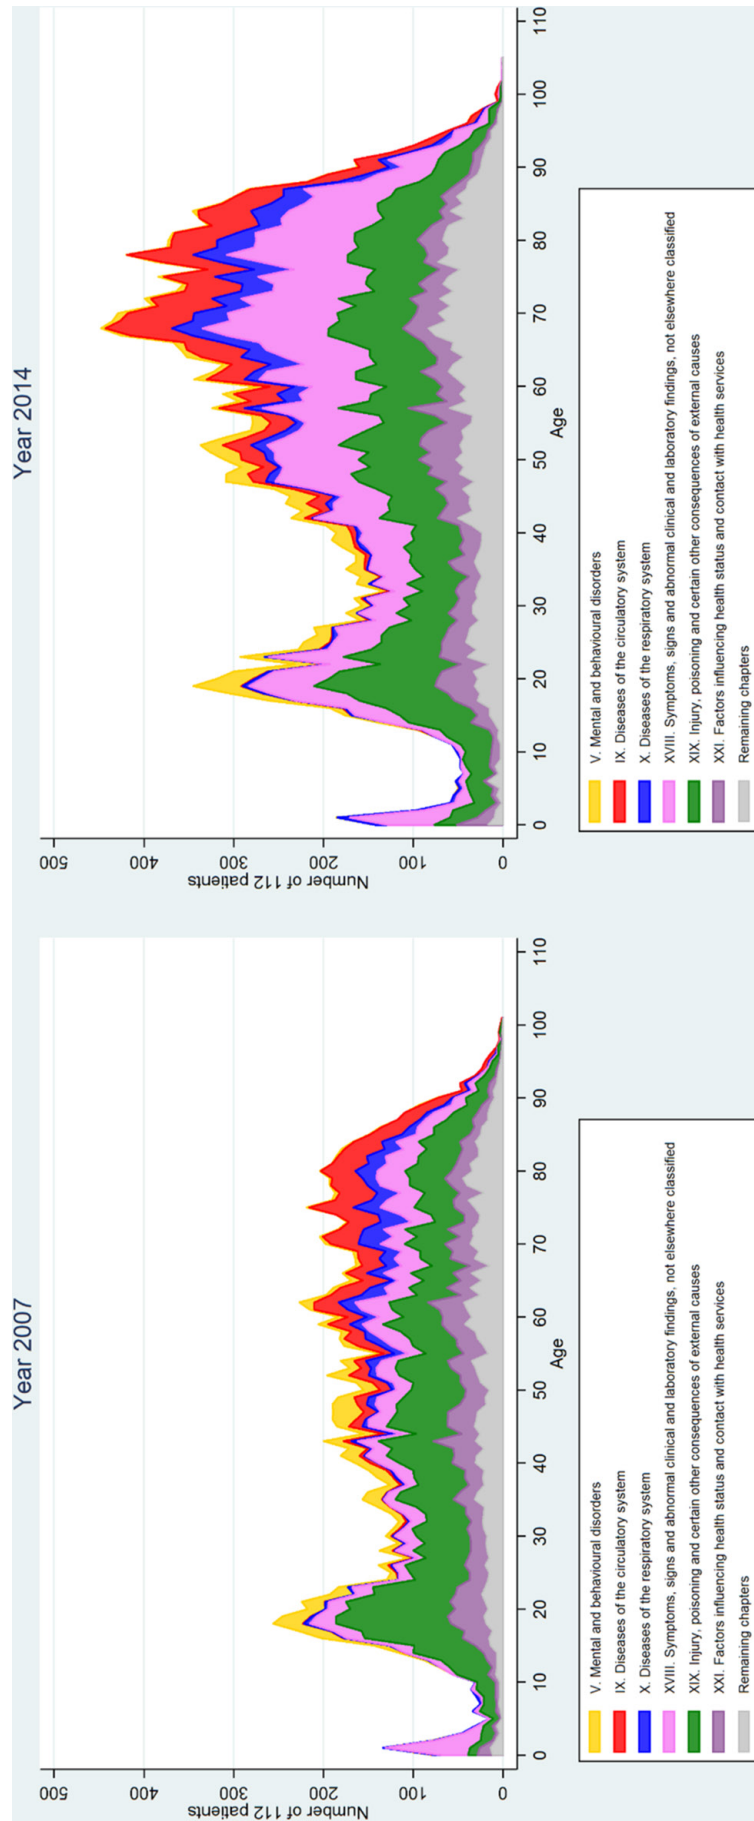 Year 2007
500
400
300
200
100
0
Number of 112 patients
0 10 20 30 40 50 60 70 80 90 100 110
Age
V. Mental and behavioural disorders
IX. Diseases of the circulatory system
X. Diseases of the respiratory system
XVIII. Symptoms, signs and abnormal clinical and laboratory findings, not elsewhere classified
XIX. Injury, poisoning and certain other consequences of external causes
XXI. Factors influencing health status and contact with health services
Remaining chapters
Year 2014
500
400
300
200
100
0
Number of 112 patients
0 10 20 30 40 50 60 70 80 90 100 110
Age
V. Mental and behavioural disorders
IX. Diseases of the circulatory system
X. Diseases of the respiratory system
XVIII. Symptoms, signs and abnormal clinical and laboratory findings, not elsewhere classified
XIX. Injury, poisoning and certain other consequences of external causes
XXI. Factors influencing health status and contact with health services
Remaining chapters